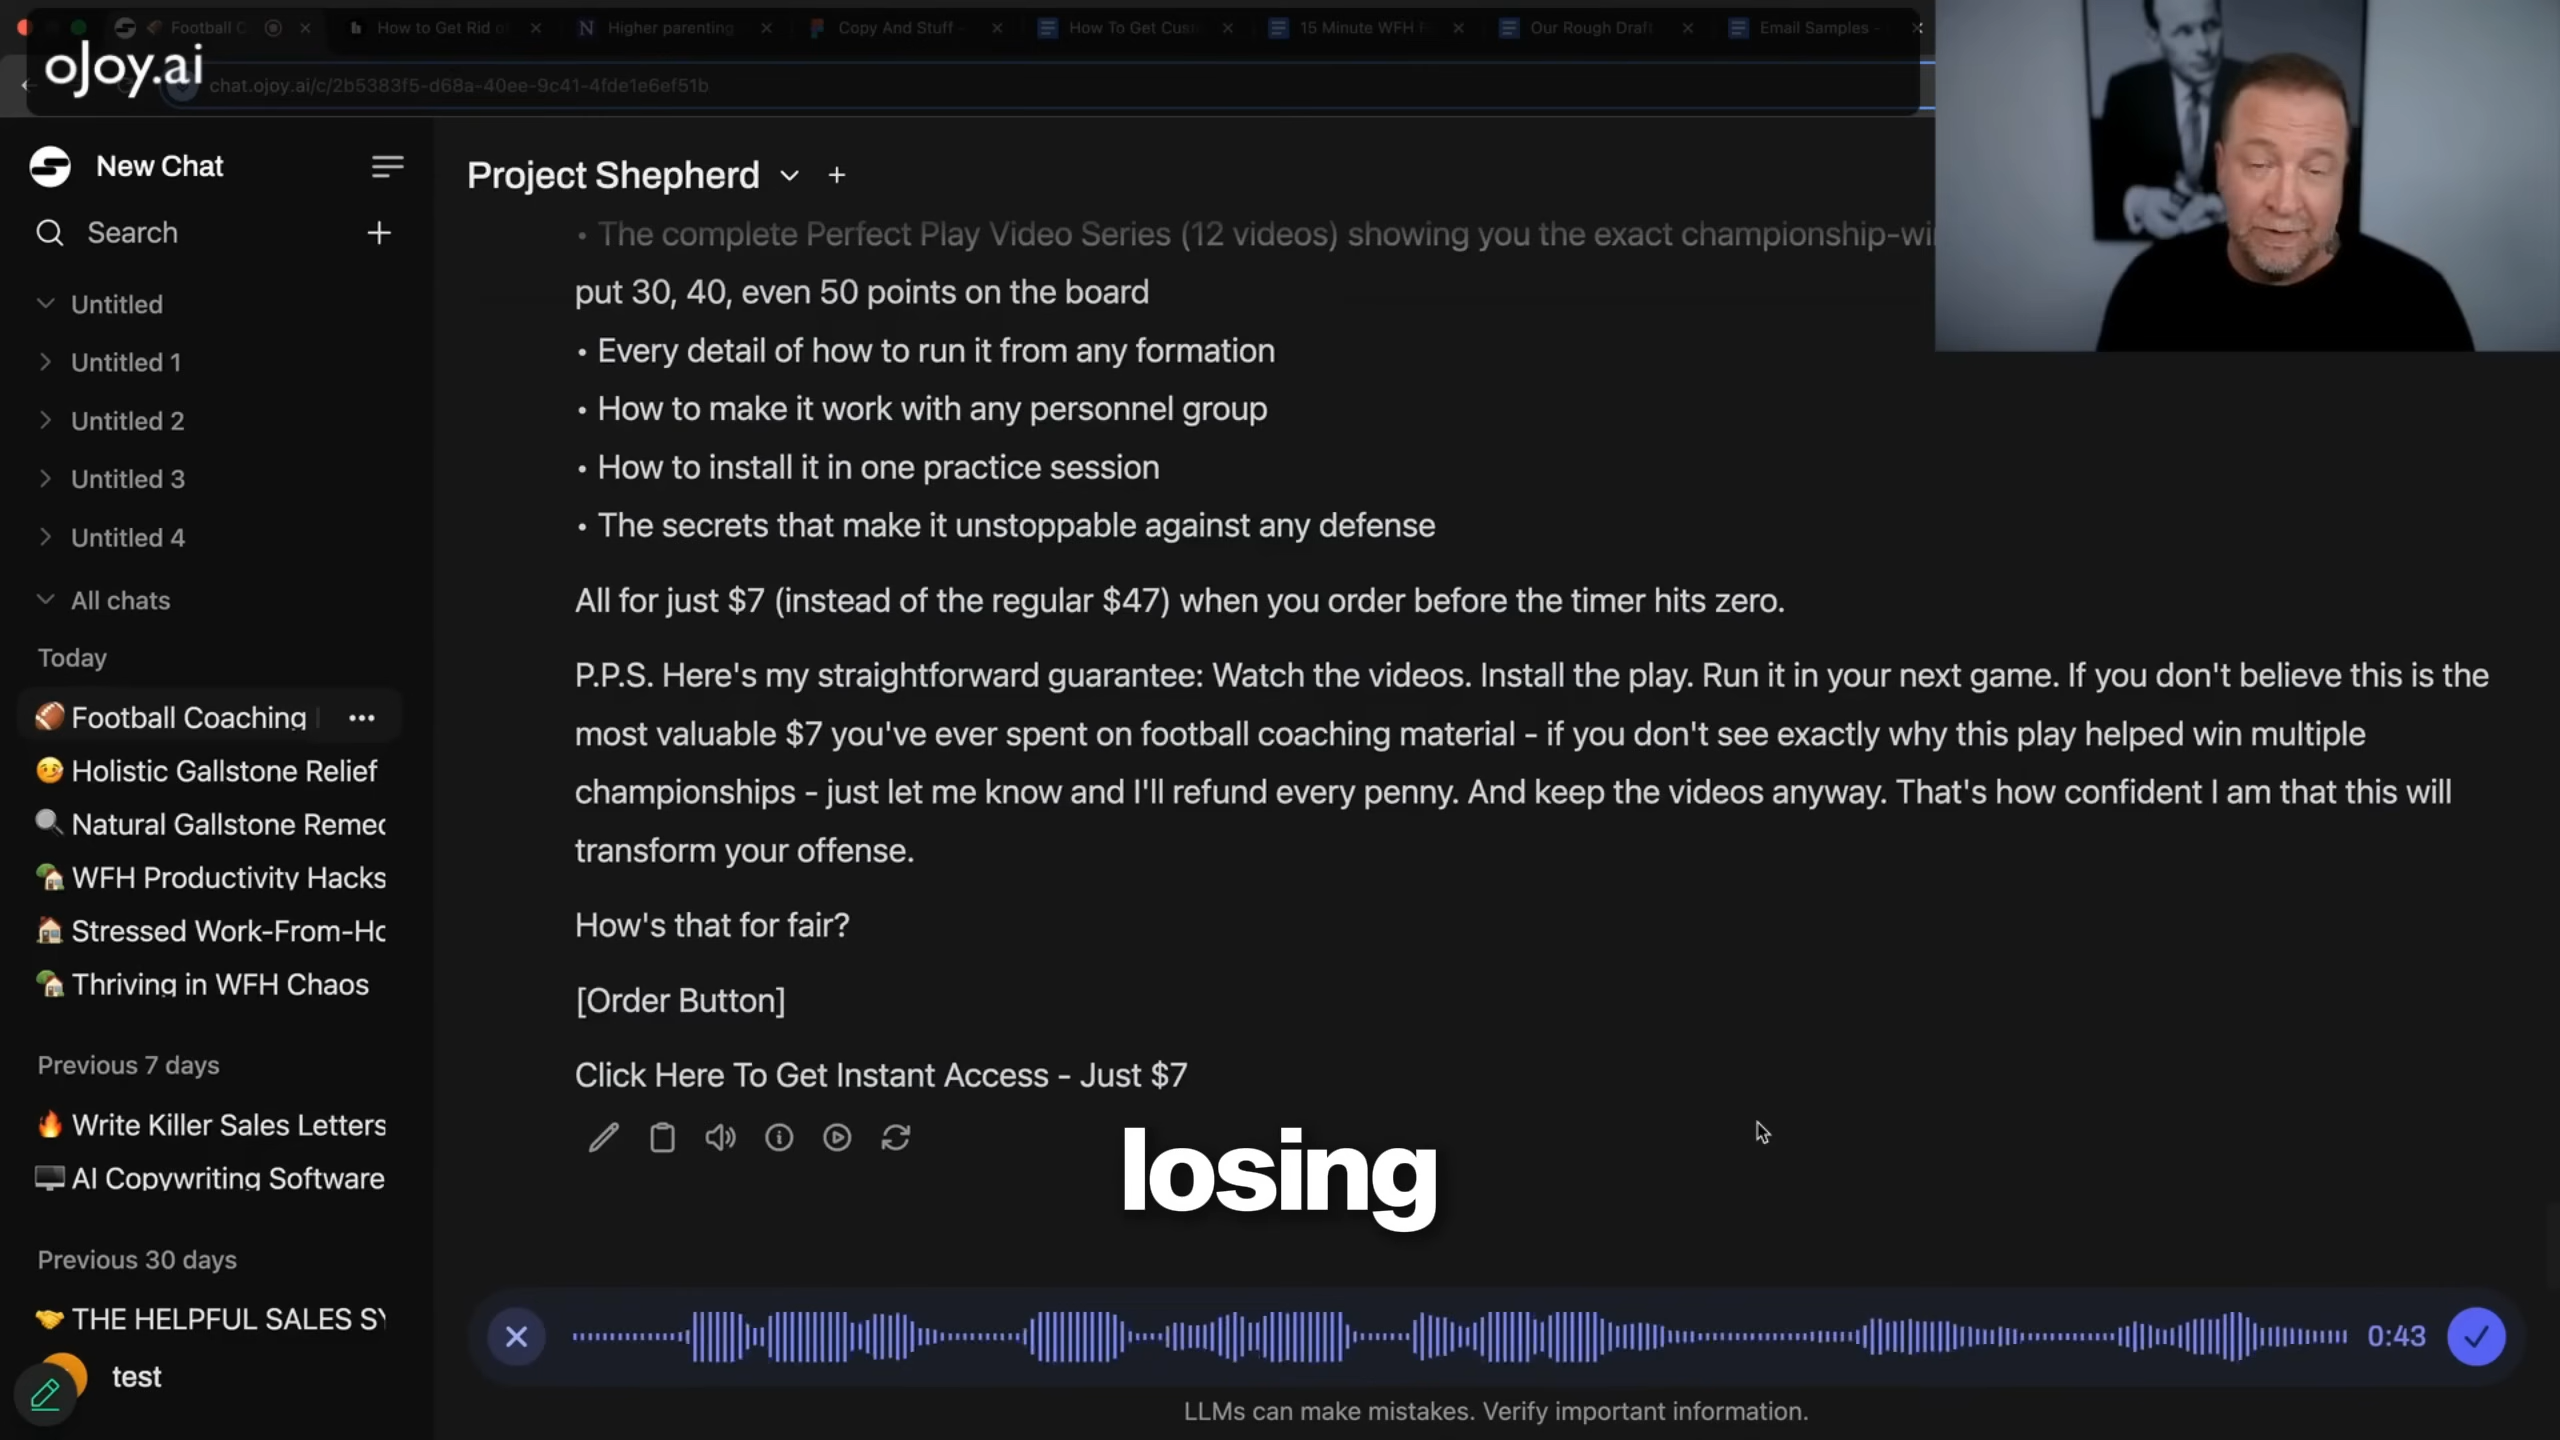 Football C
How to Get Rid o
Higher parenting
Copy And Stuff -
How To Get Cus
15 Minute WFH
Our Rough Draft
Email Samples -
ojoy.ai
chat.ojoy.ai/c/2b5383f5-d68a-40ee-9c41-4fde1e6ef51b
New Chat
Search
Untitled
Untitled 1
Untitled 2
Untitled 3
Untitled 4
All chats
Today
🏈 Football Coaching
Holistic Gallstone Relief
Natural Gallstone Remec
WFH Productivity Hacks
Stressed Work-From-Ho
Thriving in WFH Chaos
Previous 7 days
Write Killer Sales Letters
AI Copywriting Software
Previous 30 days
THE HELPFUL SALES SY
test
Project Shepherd
• The complete Perfect Play Video Series (12 videos) showing you the exact championship-wi
put 30, 40, even 50 points on the board
• Every detail of how to run it from any formation
• How to make it work with any personnel group
• How to install it in one practice session
• The secrets that make it unstoppable against any defense
All for just $7 (instead of the regular $47) when you order before the timer hits zero.
P.P.S. Here's my straightforward guarantee: Watch the videos. Install the play. Run it in your next game. If you don't believe this is the
most valuable $7 you've ever spent on football coaching material - if you don't see exactly why this play helped win multiple
championships - just let me know and I'll refund every penny. And keep the videos anyway. That's how confident I am that this will
transform your offense.
How's that for fair?
[Order Button]
Click Here To Get Instant Access - Just $7
losing
0:43
LLMs can make mistakes. Verify important information.